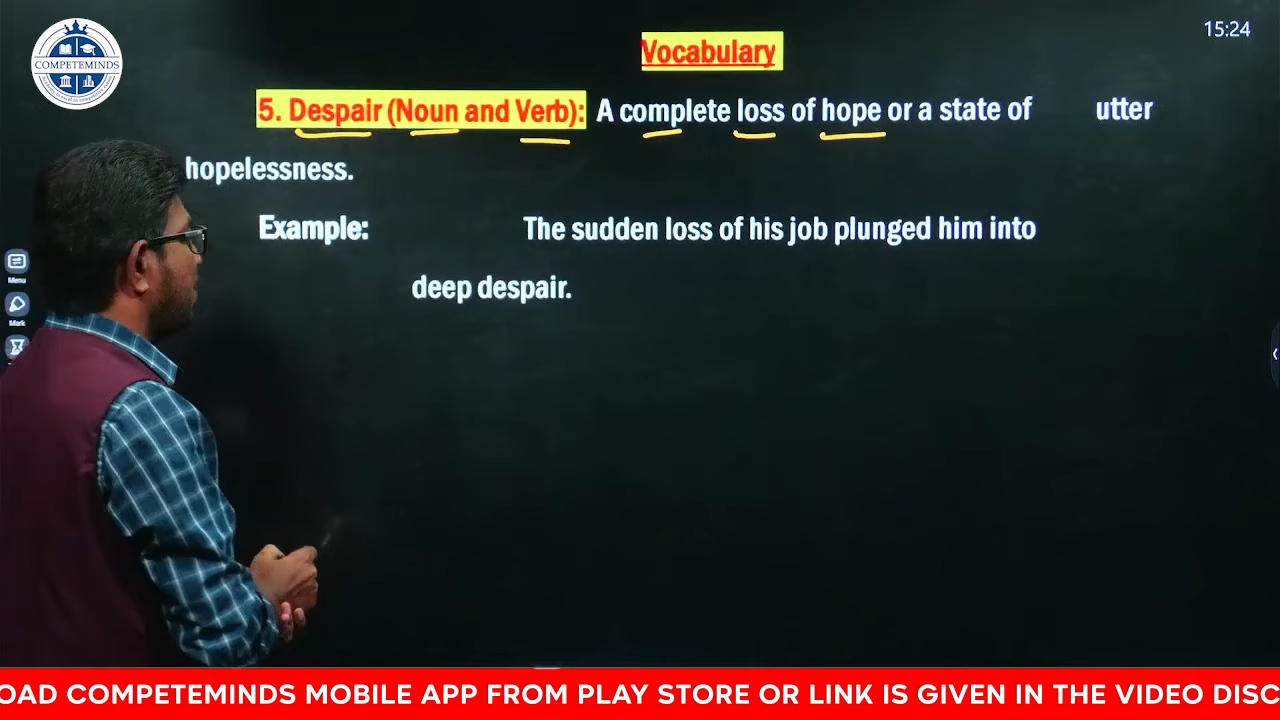 15:24
COMPETEMINDS
Vocabulary
5. Despair (Noun and Verb): A complete loss of hope or a state of utter
hopelessness.
Example: The sudden loss of his job plunged him into
deep despair.
Menu
Mark
OAD COMPETEMINDS MOBILE APP FROM PLAY STORE OR LINK IS GIVEN IN THE VIDEO DISC